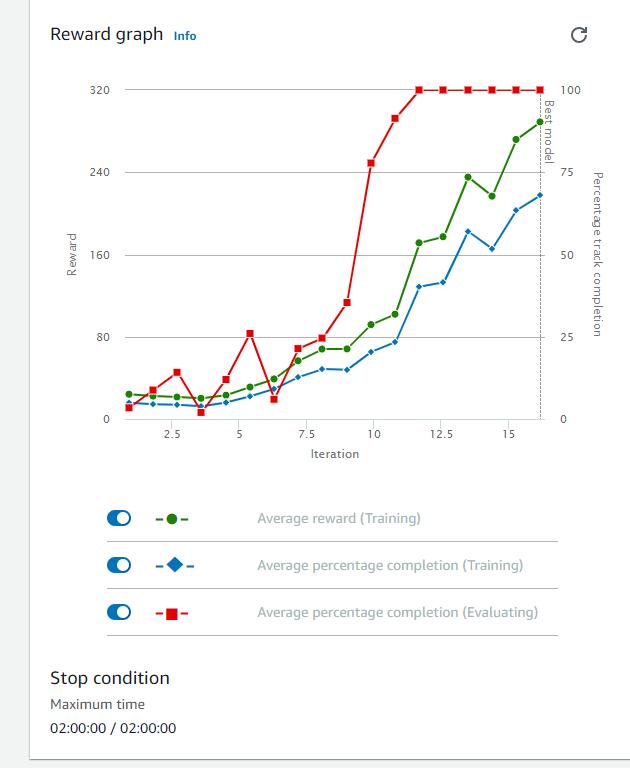 Reward graph Info
320
240
160
80
0
Reward
100
75
50
25
0
Best model
Percentage track completion
2.5 5 7.5 10 12.5 15
Iteration
Average reward (Training)
Average percentage completion (Training)
Average percentage completion (Evaluating)
Stop condition
Maximum time
02:00:00 / 02:00:00